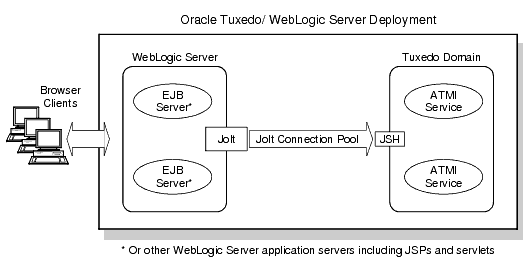 Oracle Tuxedo/ WebLogic Server Deployment
WebLogic Server
Tuxedo Domain
Browser
Clients
EJB
Server*
ATMI
Service
Jolt
Jolt Connection Pool
JSH
EJB
Server*
ATMI
Service
* Or other WebLogic Server application servers including JSPs and servlets